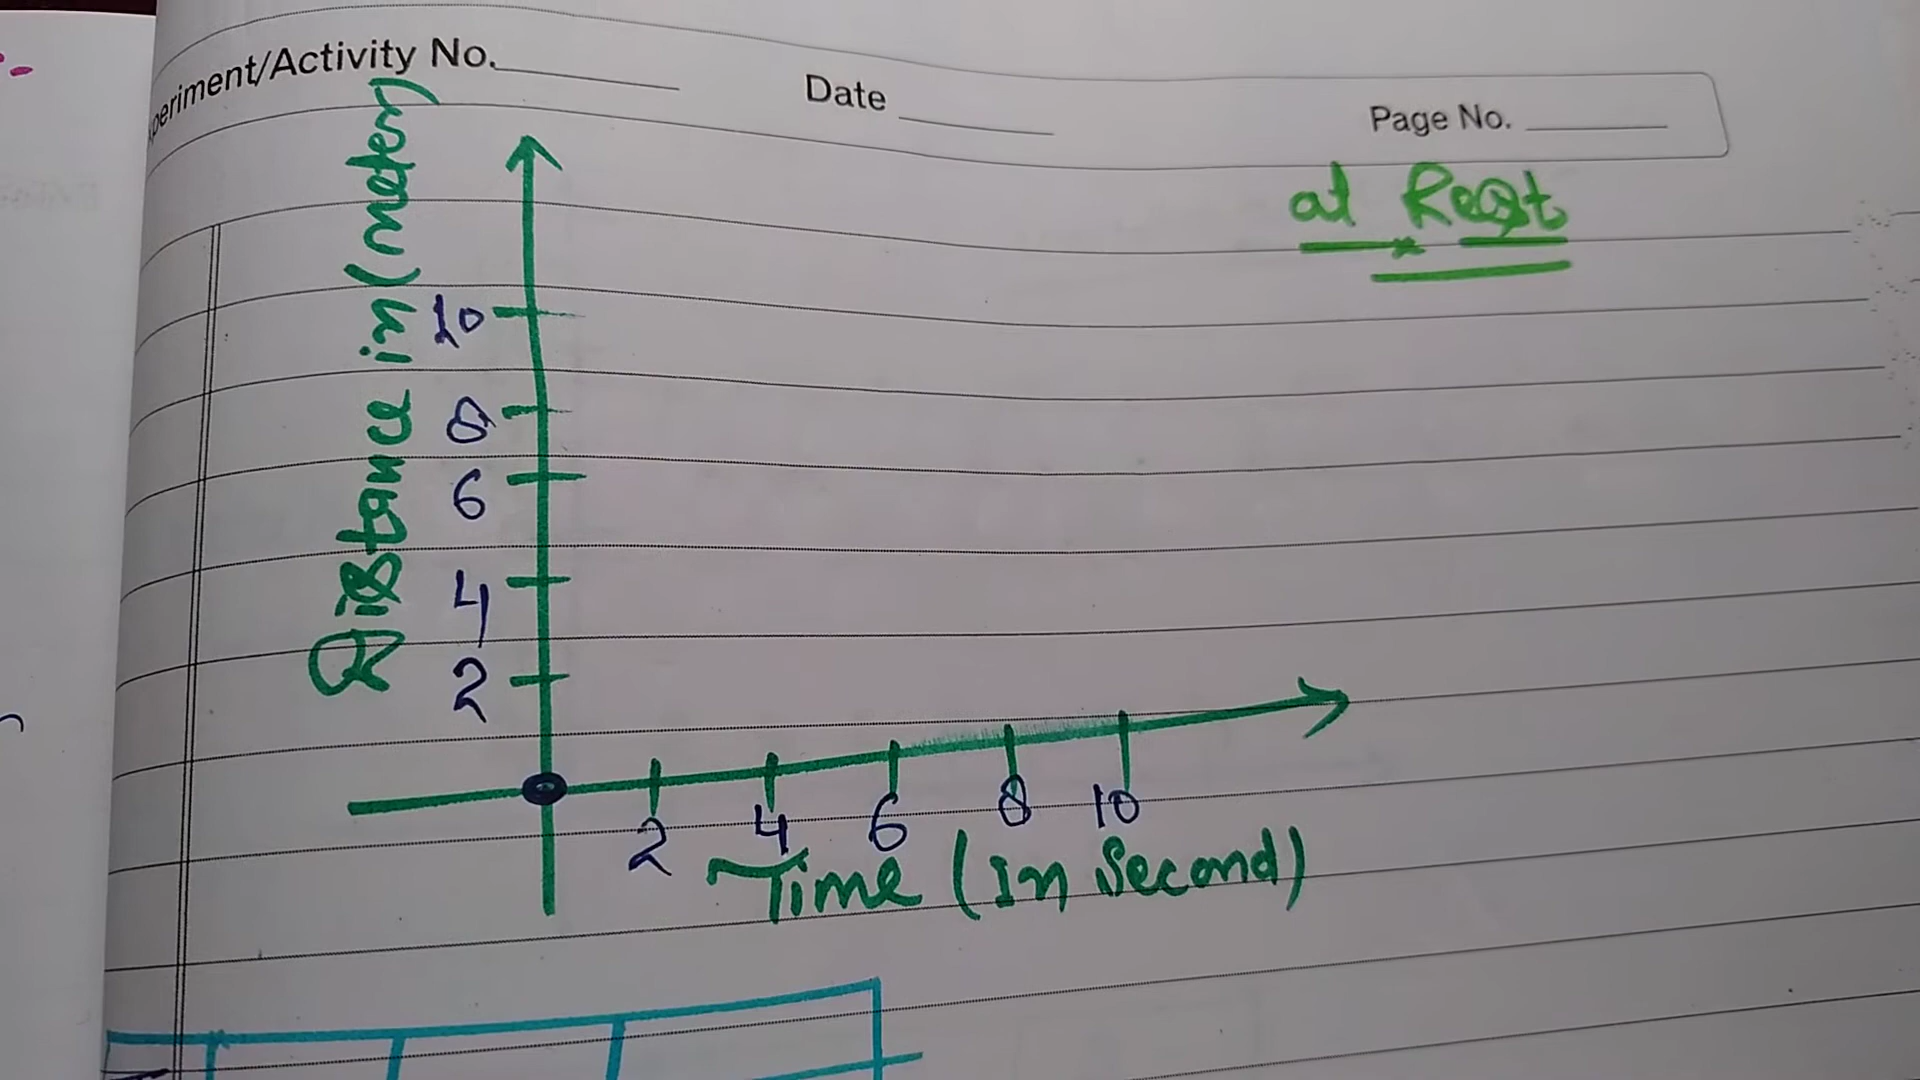 Experiment/Activity No.
Date
Page No.
at Rest
Distance in (meter)
10
8
6
4
2
2 4 6 8 10
Time (in Second)